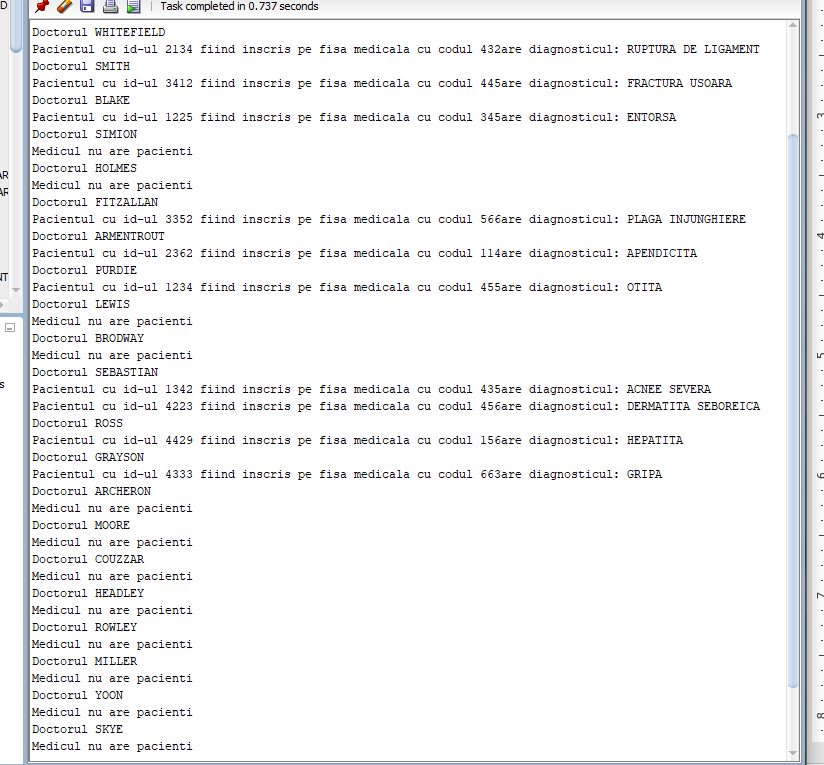 Task completed in 0.737 seconds
Doctorul WHITEFIELD
Pacientul cu id-ul 2134 fiind inscris pe fisa medicala cu codul 432are diagnosticul: RUPTURA DE LIGAMENT
Doctorul SMITH
Pacientul cu id-ul 3412 fiind inscris pe fisa medicala cu codul 445are diagnosticul: FRACTURA USOARA
Doctorul BLAKE
Pacientul cu id-ul 1225 fiind inscris pe fisa medicala cu codul 345are diagnosticul: ENTORSA
Doctorul SIMION
Medicul nu are pacienti
Doctorul HOLMES
Medicul nu are pacienti
Doctorul FITZALLAN
Pacientul cu id-ul 3352 fiind inscris pe fisa medicala cu codul 566are diagnosticul: PLAGA INJUNGHIERE
Doctorul ARMENTROUT
Pacientul cu id-ul 2362 fiind inscris pe fisa medicala cu codul 114are diagnosticul: APENDICITA
Doctorul PURDIE
Pacientul cu id-ul 1234 fiind inscris pe fisa medicala cu codul 455are diagnosticul: OTITA
Doctorul LEWIS
Medicul nu are pacienti
Doctorul BRODWAY
Medicul nu are pacienti
Doctorul SEBASTIAN
Pacientul cu id-ul 1342 fiind inscris pe fisa medicala cu codul 435are diagnosticul: ACNEE SEVERA
Pacientul cu id-ul 4223 fiind inscris pe fisa medicala cu codul 456are diagnosticul: DERMATITA SEBOREICA
Doctorul ROSS
Pacientul cu id-ul 4429 fiind inscris pe fisa medicala cu codul 156are diagnosticul: HEPATITA
Doctorul GRAYSON
Pacientul cu id-ul 4333 fiind inscris pe fisa medicala cu codul 663are diagnosticul: GRIPA
Doctorul ARCHERON
Medicul nu are pacienti
Doctorul MOORE
Medicul nu are pacienti
Doctorul COUZZAR
Medicul nu are pacienti
Doctorul HEADLEY
Medicul nu are pacienti
Doctorul ROWLEY
Medicul nu are pacienti
Doctorul MILLER
Medicul nu are pacienti
Doctorul YOON
Medicul nu are pacienti
Doctorul SKYE
Medicul nu are pacienti